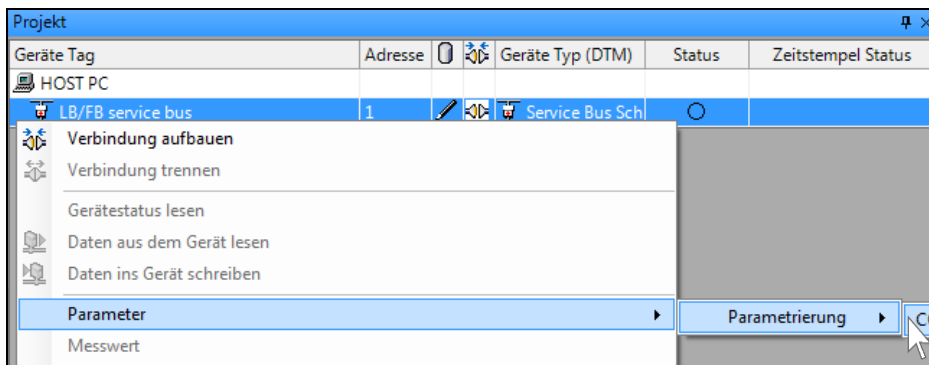 Projekt
Geräte Tag Adresse Geräte Typ (DTM) Status Zeitstempel Status
HOST PC
LB/FB service bus 1 Service Bus Sch
Verbindung aufbauen
Verbindung trennen
Gerätestatus lesen
Daten aus dem Gerät lesen
Daten ins Gerät schreiben
Parameter Parametrierung
Messwert